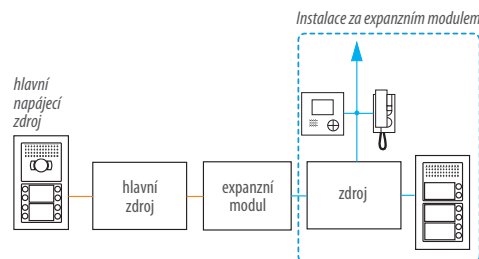 Instalace za expanzním modulem
hlavní
napájecí
zdroj
hlavní
zdroj
expanzní
modul
zdroj